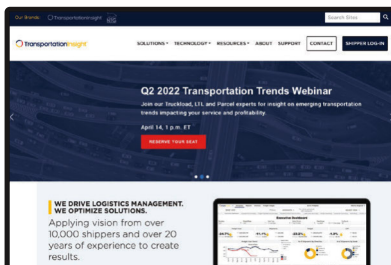 Our Brands: TransportationInsight
Search Sites
TransportationInsight
SOLUTIONS TECHNOLOGY RESOURCES ABOUT SUPPORT CONTACT SHIPPER LOG-IN
Q2 2022 Transportation Trends Webinar
Join our Truckload, LTL and Parcel experts for insight on emerging transportation
trends impacting your service and profitability.
April 14, 1 p.m. ET
RESERVE YOUR SEAT
WE DRIVE LOGISTICS MANAGEMENT.
WE OPTIMIZE SOLUTIONS.
Applying vision from over
10,000 shippers and over 20
years of experience to create
results.
Executive Dashboard